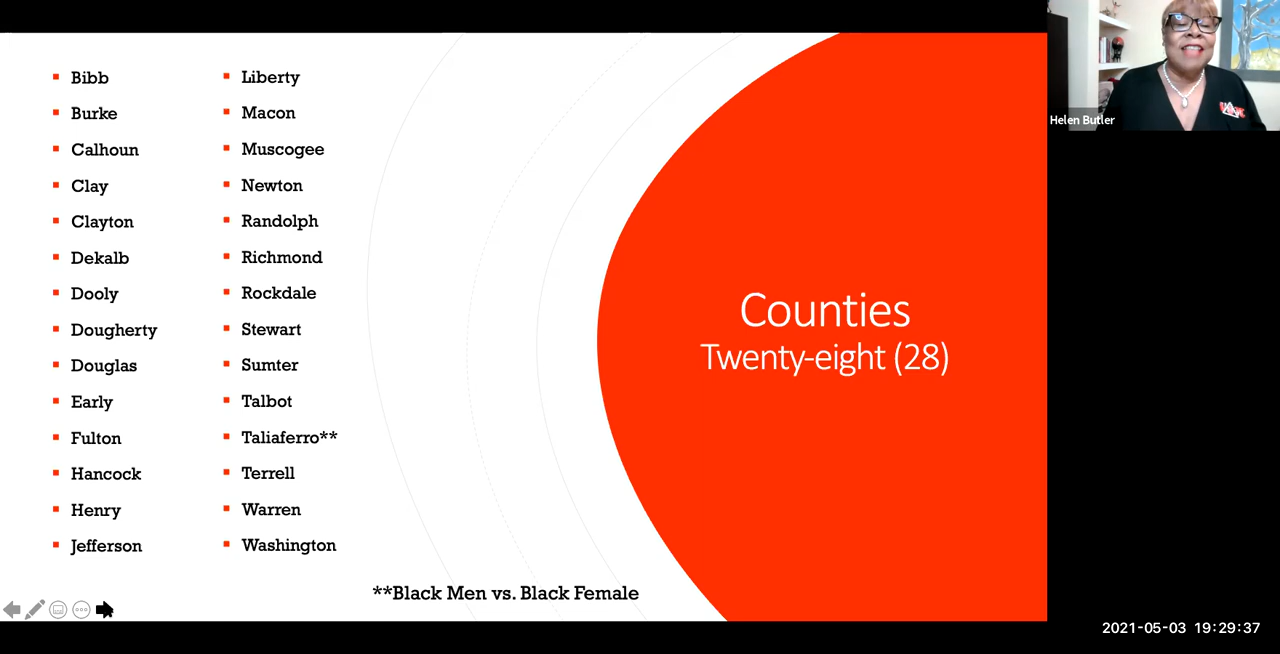 Bibb
Burke
Calhoun
Clay
Clayton
Dekalb
Dooly
Dougherty
Douglas
Early
Fulton
Hancock
Henry
Jefferson
Liberty
Macon
Muscogee
Newton
Randolph
Richmond
Rockdale
Stewart
Sumter
Talbot
Taliaferro**
Terrell
Warren
Washington
**Black Men vs. Black Female
Counties
Twenty-eight (28)
Helen Butler
2021-05-03 19:29:37